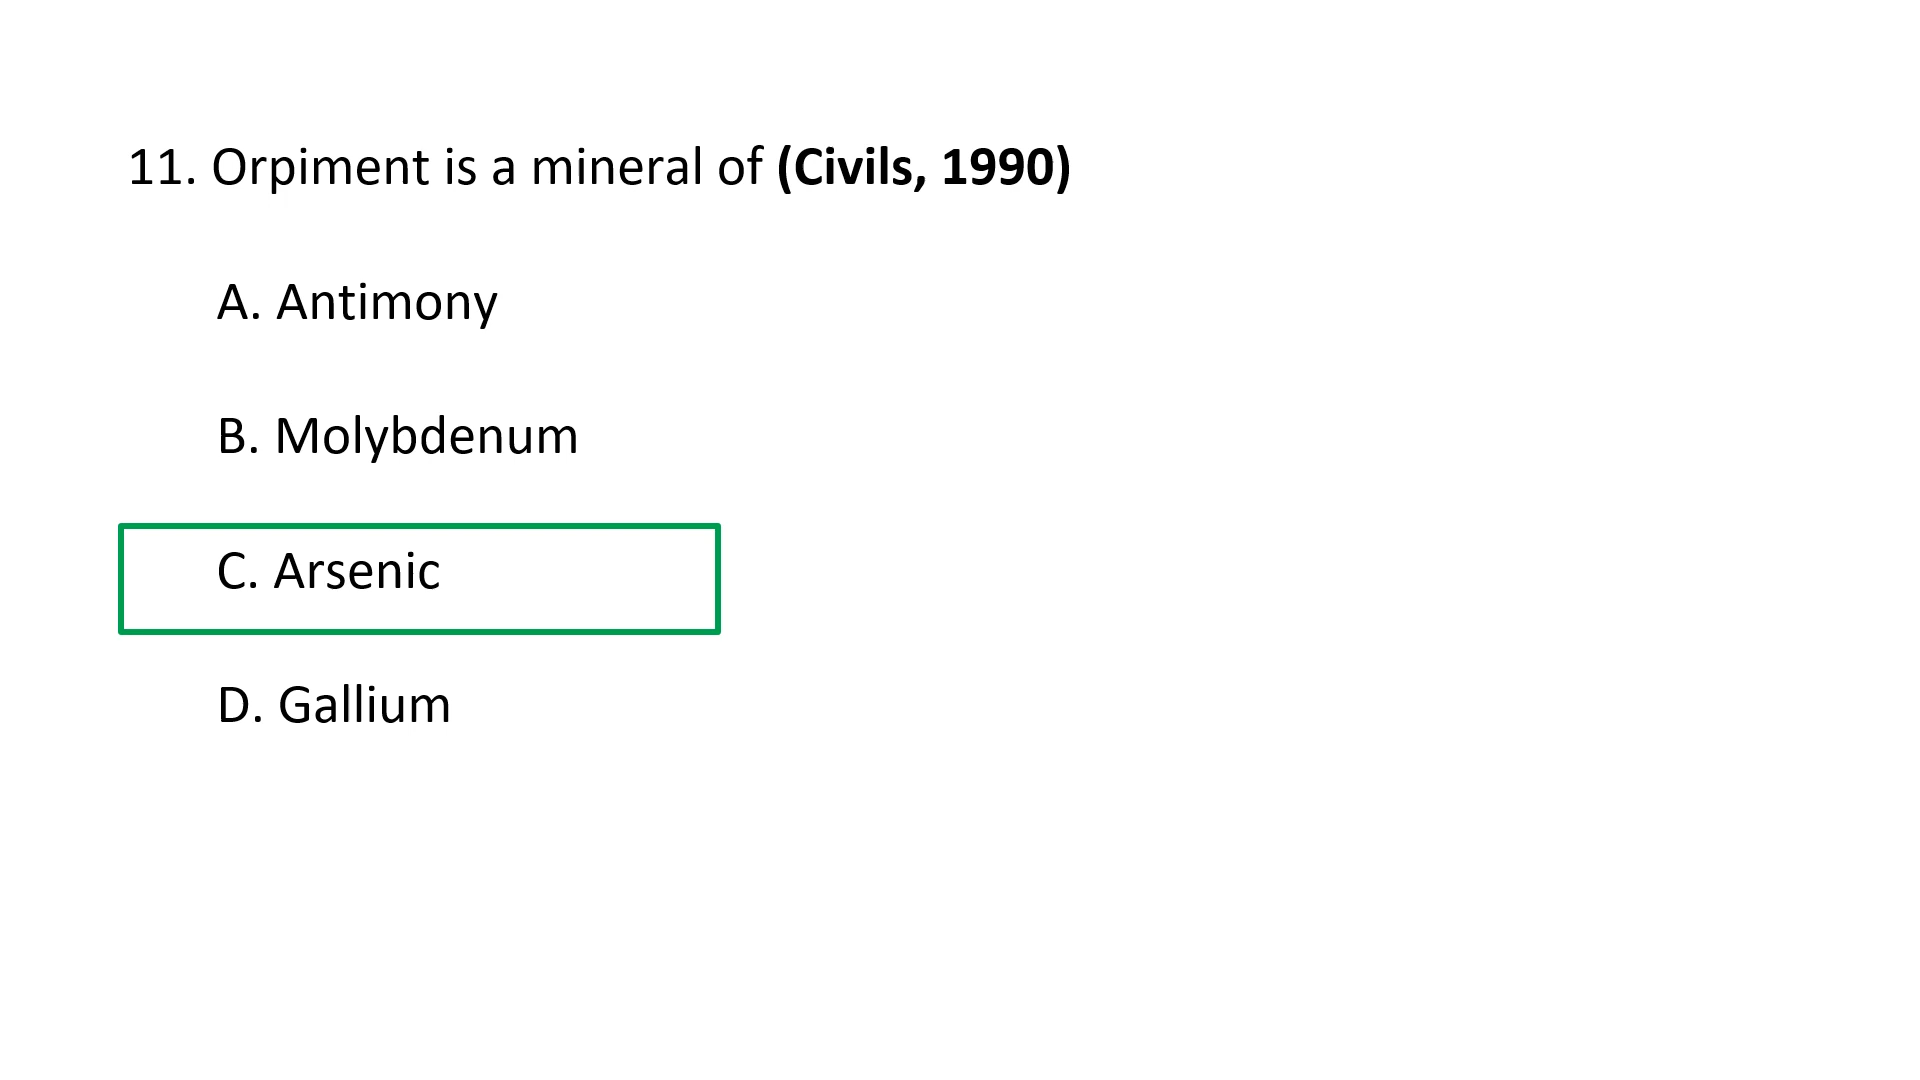 11. Orpiment is a mineral of (Civils, 1990)
A. Antimony
B. Molybdenum
C. Arsenic
D. Gallium